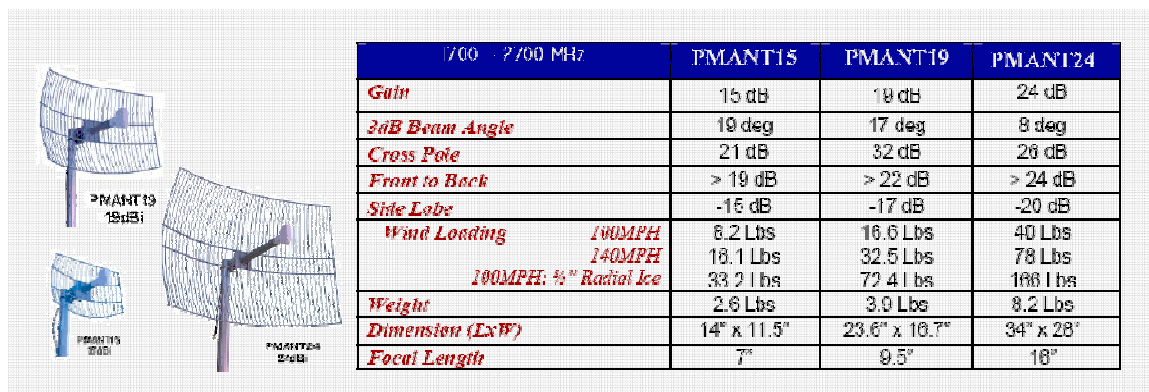 1700 - 2700 MHz PMANT15 PMANT19 PMANT24
Gain 15 dB 19 dB 24 dB
3dB Beam Angle 19 deg 17 deg 8 deg
Cross Pole 21 dB 32 dB 26 dB
Front to Back > 19 dB > 22 dB > 24 dB
Side Lobe -15 dB -17 dB -20 dB
Wind Loading 100MPH 8.2 Lbs 16.6 Lbs 40 Lbs
140MPH 16.1 Lbs 32.5 Lbs 78 Lbs
100MPH: ½" Radial Ice 33.2 Lbs 72.4 Lbs 166 Lbs
Weight 2.6 Lbs 3.9 Lbs 8.2 Lbs
Dimension (LxW) 14" x 11.5" 23.6" x 16.7" 34" x 26"
Focal Length 7" 9.5" 16"
PMANT19
19dBi
PMANT15
15dBi
PMANT24
24dBi